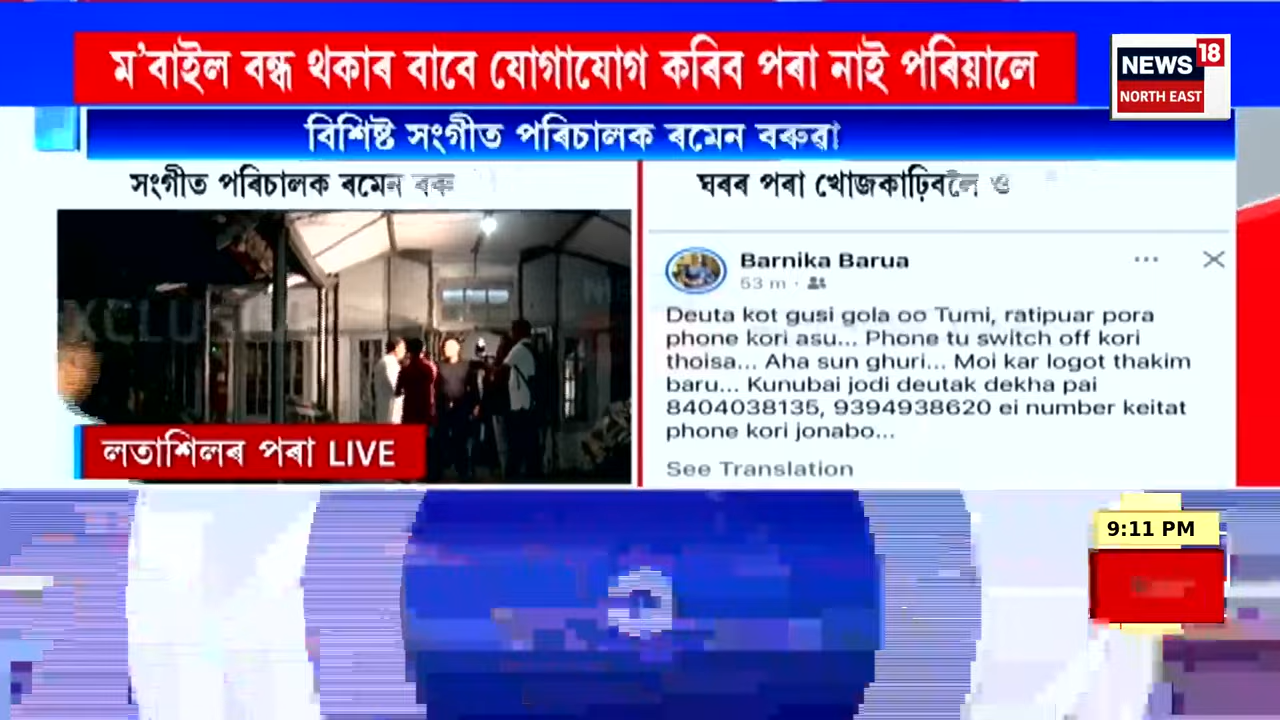 ম'বাইল বন্ধ থকাৰ বাবে যোগাযোগ কৰিব পৰা নাই পৰিয়ালে
NEWS 18
NORTH EAST
বিশিষ্ট সংগীত পৰিচালক ৰমেন বৰুৱা
সংগীত পৰিচালক ৰমেন বৰু
ঘৰৰ পৰা খোজকাঢ়িবলৈ ও
Barnika Barua
53 m
Deuta kot gusi gola oo Tumi, ratipuar pora
phone kori asu... Phone tu switch off kori
thoisa... Aha sun ghuri... Moi kar logot thakim
baru... Kunubai jodi deutak dekha pai
8404038135, 9394938620 ei number keitat
phone kori jonabo...
See Translation
লতাশিলৰ পৰা LIVE
9:11 PM